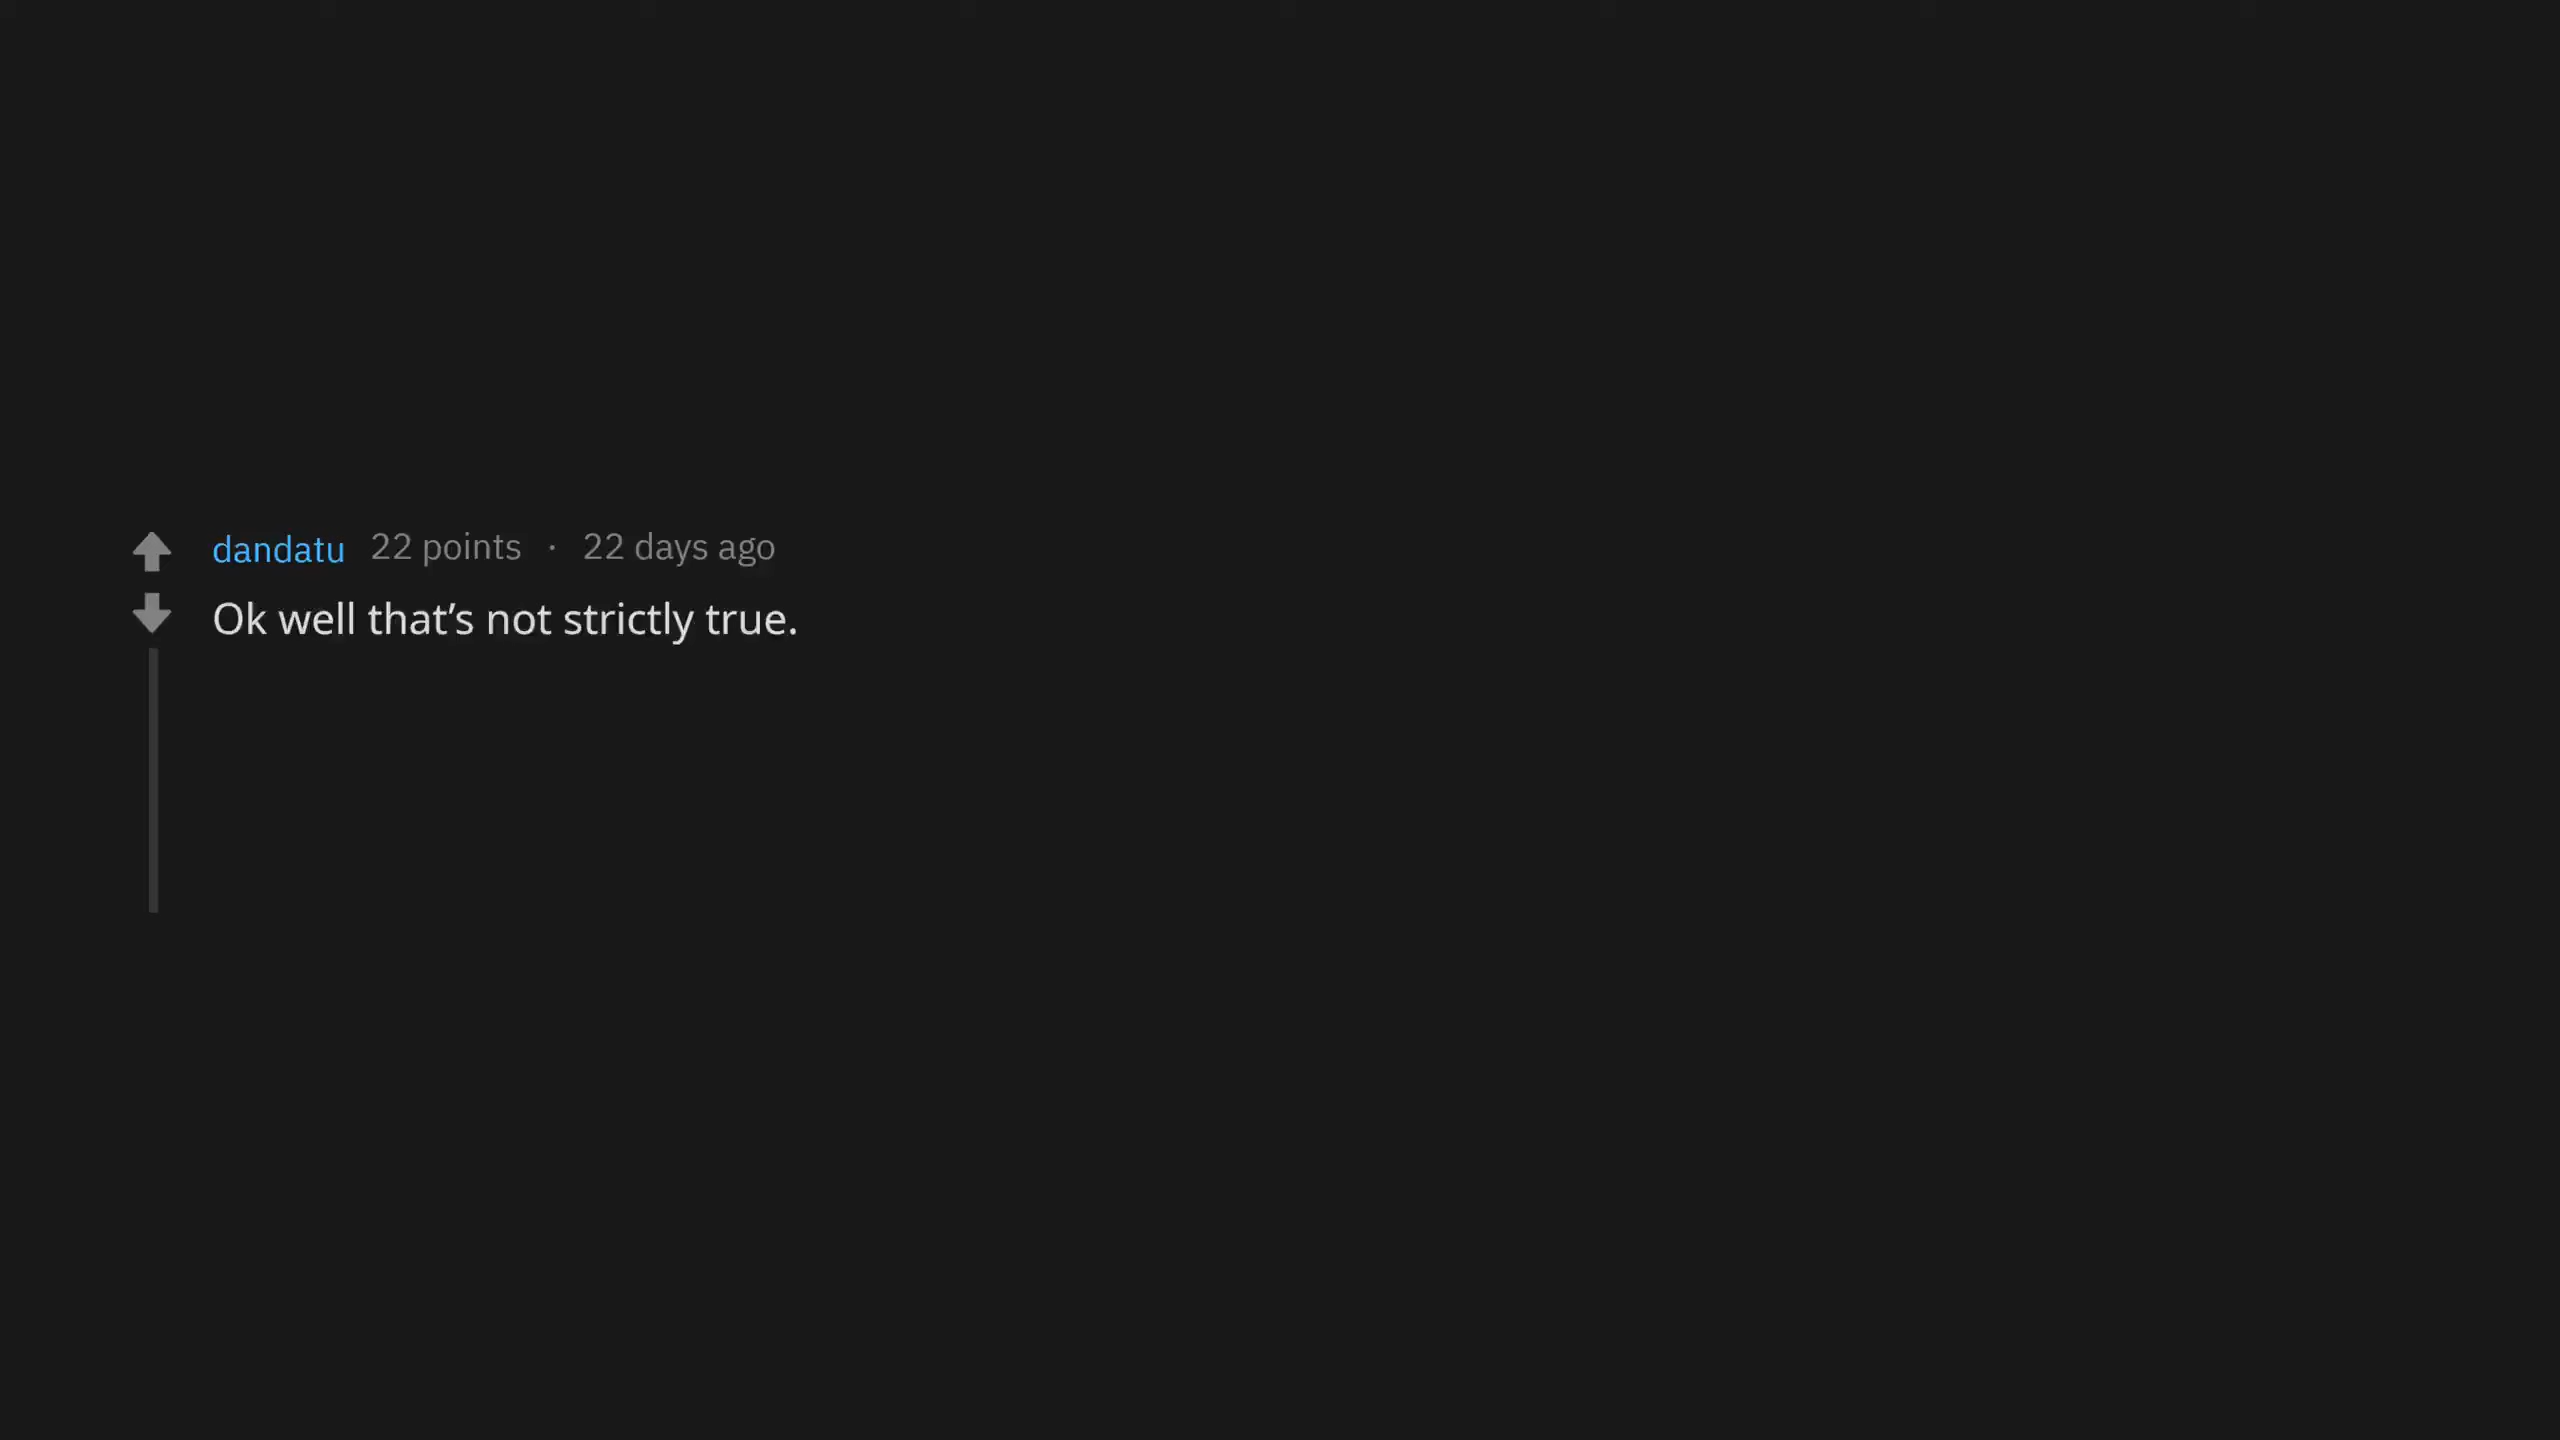 dandatu 22 points · 22 days ago
Ok well that’s not strictly true.